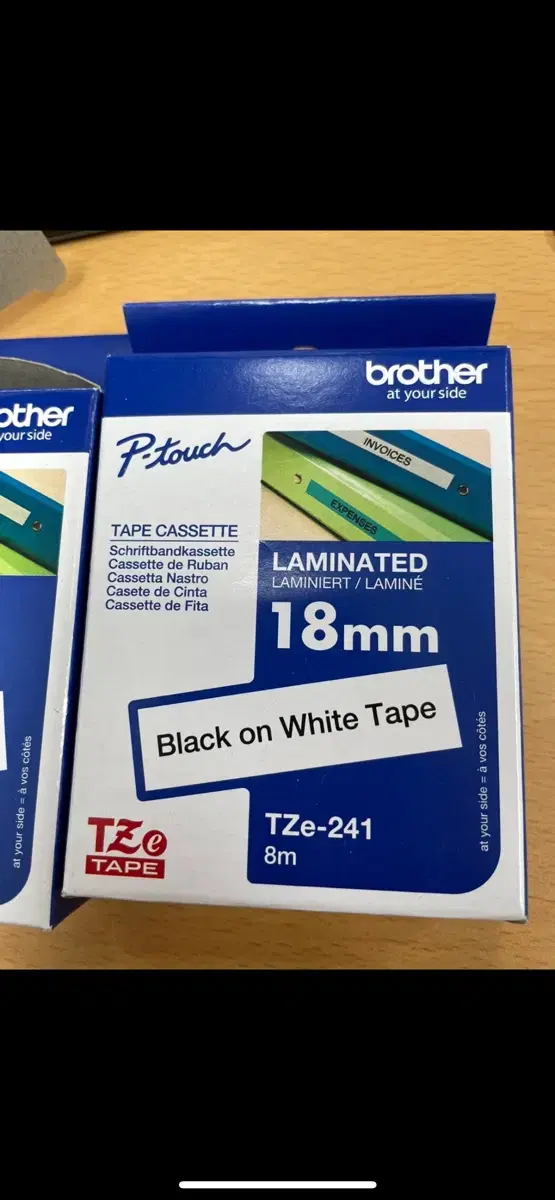 brother
at your side
P-touch
INVOICES
EXPENSES
TAPE CASSETTE
Schriftbandkassette
Cassette de Ruban
Cassetta Nastro
Casete de Cinta
Cassette de Fita
LAMINATED
LAMINIERT / LAMINÉ
18mm
Black on White Tape
TZe-241
8m
TZe
TAPE
at your side = à vos côtés
your side
at your side = à vos côtés